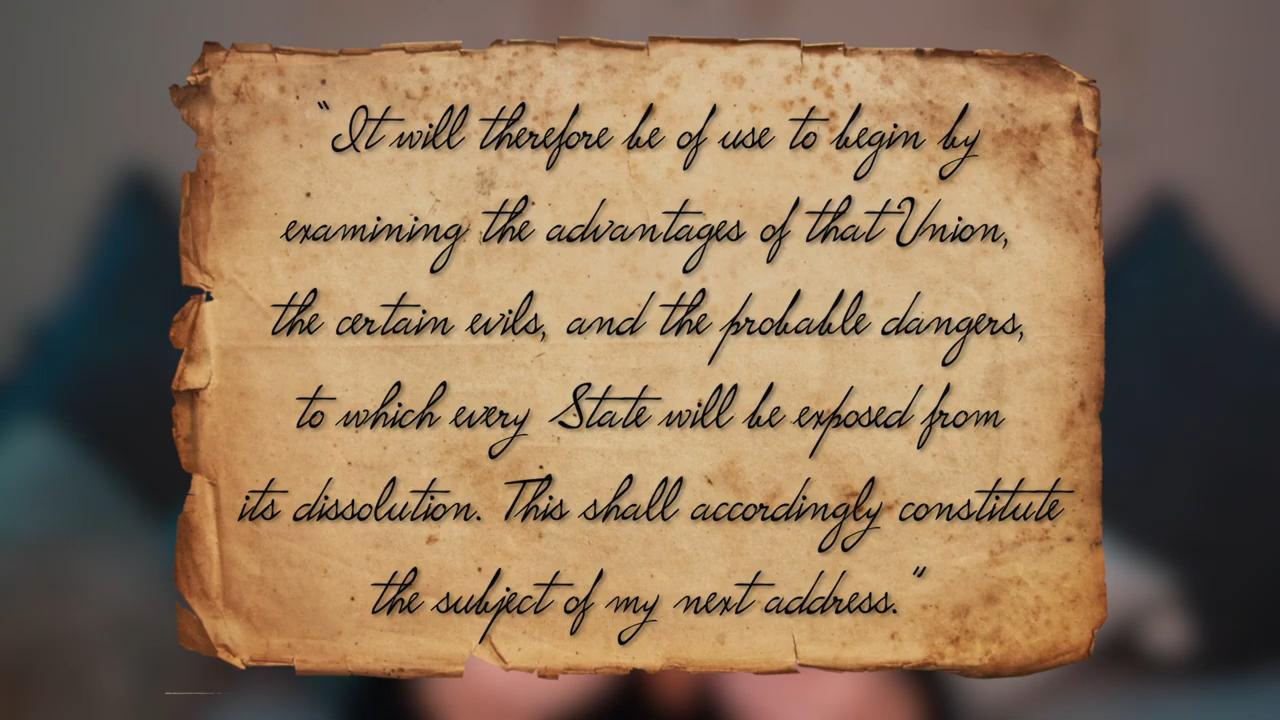 "It will therefore be of use to begin by
examining the advantages of that Union,
the certain evils, and the probable dangers,
to which every State will be exposed from
its dissolution. This shall accordingly constitute
the subject of my next address."